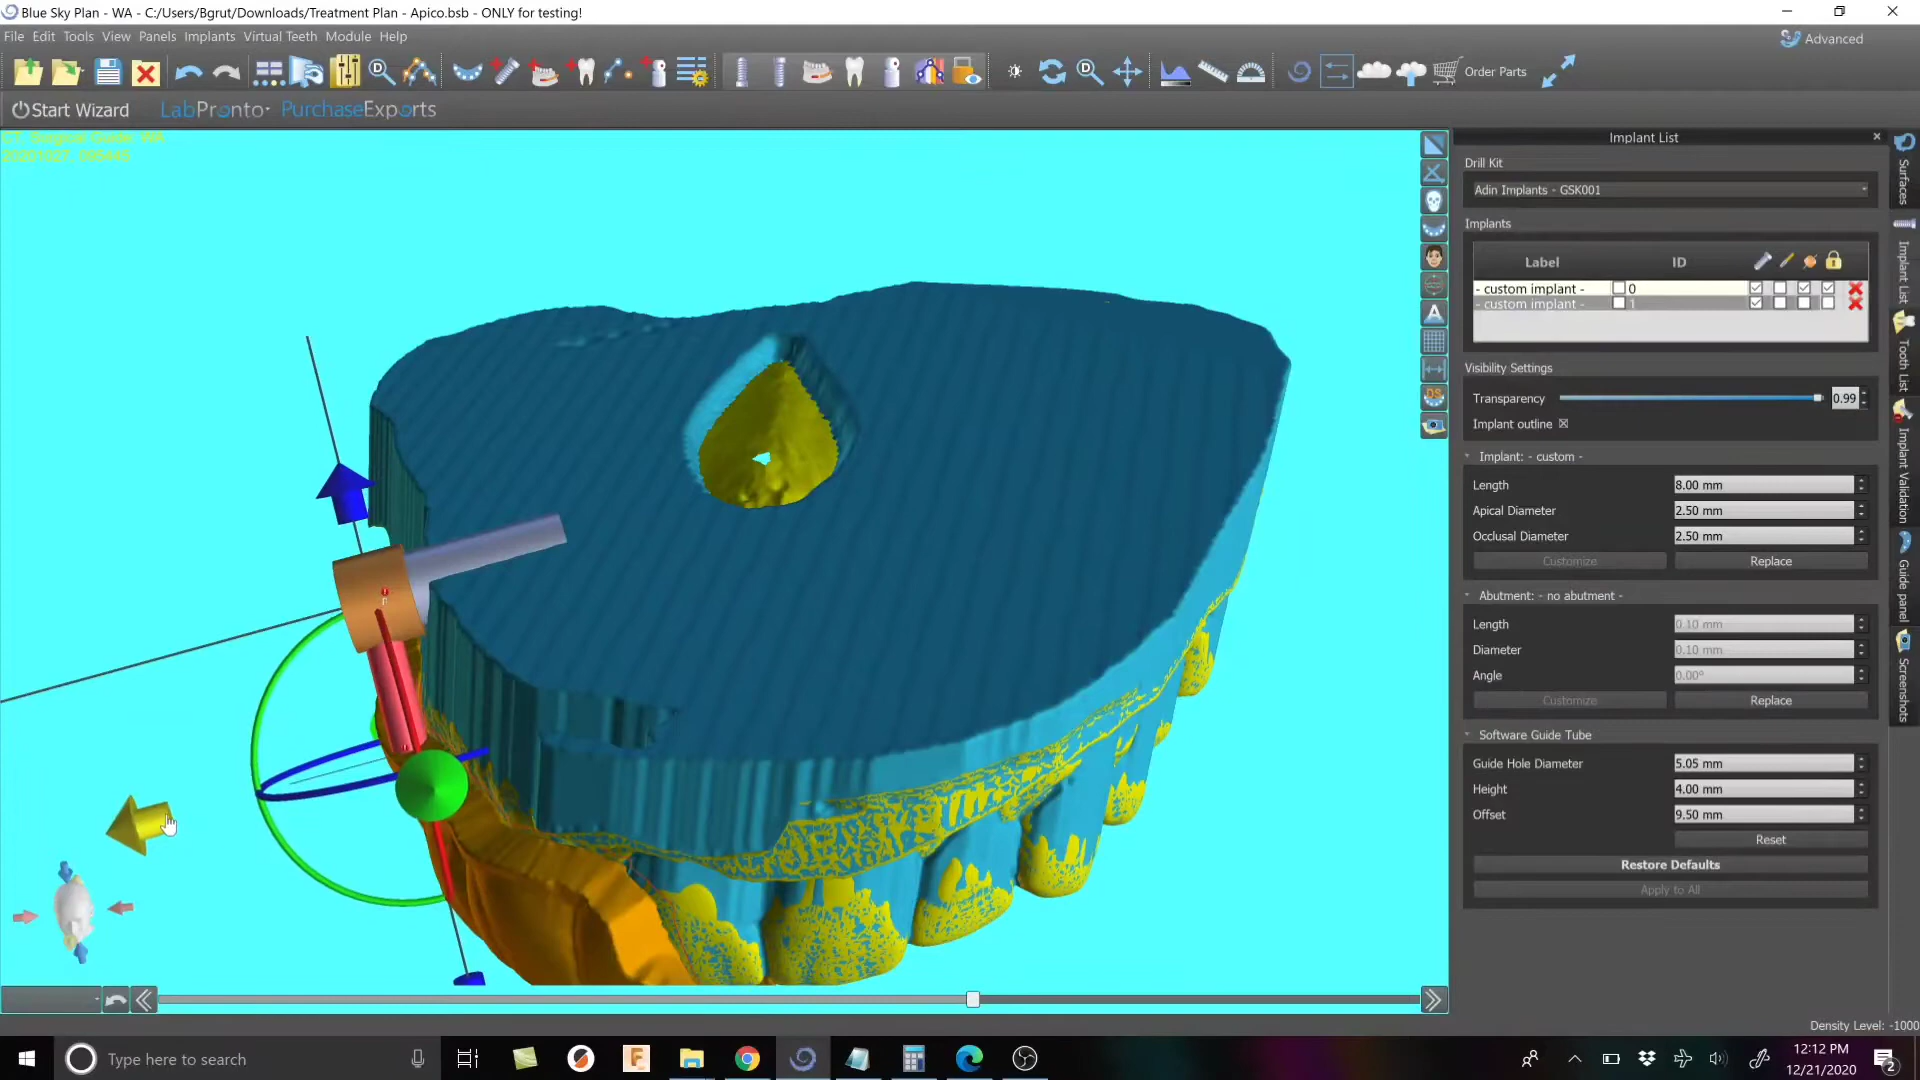 Blue Sky Plan - WA - C:/Users/Bgrut/Downloads/Treatment Plan - Apico.bsb - ONLY for testing!
File Edit Tools View Panels Implants Virtual Teeth Module Help
Advanced
Order Parts
Start Wizard LabPronto PurchaseExports
CT, Surgical Guide: WA
20201027, 095445
Implant List
Drill Kit
Adin Implants - GSK001
Implants
Label ID
- custom implant - 0
- custom implant - 1
Visibility Settings
Transparency 0.99
Implant outline
Implant: - custom -
Length 8.00 mm
Apical Diameter 2.50 mm
Occlusal Diameter 2.50 mm
Customize Replace
Abutment: - no abutment -
Length 0.10 mm
Diameter 0.10 mm
Angle 0.00°
Customize Replace
Software Guide Tube
Guide Hole Diameter 5.05 mm
Height 4.00 mm
Offset 9.50 mm
Reset
Restore Defaults
Apply to All
Surfaces
Implant List
Tooth List
Implant Validation
Guide panel
Screenshots
Density Level: -1000
Type here to search
12:12 PM
12/21/2020
2